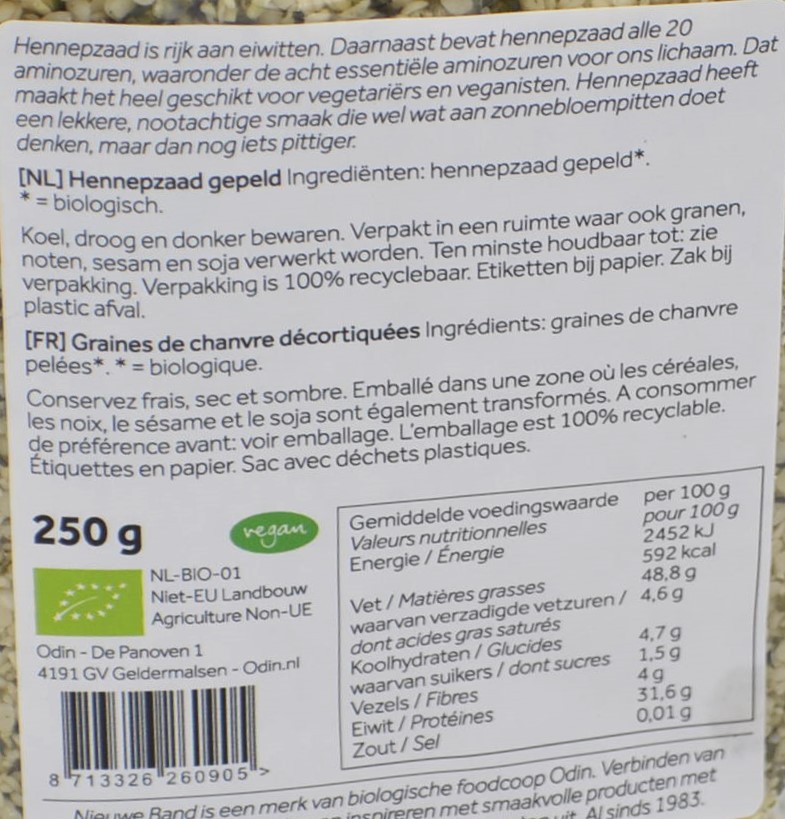 Hennepzaad is rijk aan eiwitten. Daarnaast bevat hennepzaad alle 20
aminozuren, waaronder de acht essentiële aminozuren voor ons lichaam. Dat
maakt het heel geschikt voor vegetariërs en veganisten. Hennepzaad heeft
een lekkere, nootachtige smaak die wel wat aan zonnebloempitten doet
denken, maar dan nog iets pittiger.
[NL] Hennepzaad gepeld Ingrediënten: hennepzaad gepeld*.
* = biologisch.
Koel, droog en donker bewaren. Verpakt in een ruimte waar ook granen,
noten, sesam en soja verwerkt worden. Ten minste houdbaar tot: zie
verpakking. Verpakking is 100% recyclebaar. Etiketten bij papier. Zak bij
plastic afval.
[FR] Graines de chanvre décortiquées Ingrédients: graines de chanvre
pelées*. * = biologique.
Conservez frais, sec et sombre. Emballé dans une zone où les céréales,
les noix, le sésame et le soja sont également transformés. A consommer
de préférence avant: voir emballage. L'emballage est 100% recyclable.
Étiquettes en papier. Sac avec déchets plastiques.
250 g
vegan
NL-BIO-01
Niet-EU Landbouw
Agriculture Non-UE
Odin - De Panoven 1
4191 GV Geldermalsen - Odin.nl
8 713326 260905 >
Gemiddelde voedingswaarde per 100 g
Valeurs nutritionnelles pour 100 g
Energie / Énergie 2452 kJ
592 kcal
Vet / Matières grasses 48,8 g
waarvan verzadigde vetzuren / 4,6 g
dont acides gras saturés
Koolhydraten / Glucides 4,7 g
waarvan suikers / dont sucres 1,5 g
Vezels / Fibres 4 g
Eiwit / Protéines 31,6 g
Zout / Sel 0,01 g
Nieuwe Band is een merk van biologische foodcoop Odin. Verbinden van
inspireren met smaakvolle producten met
uit. Al sinds 1983.